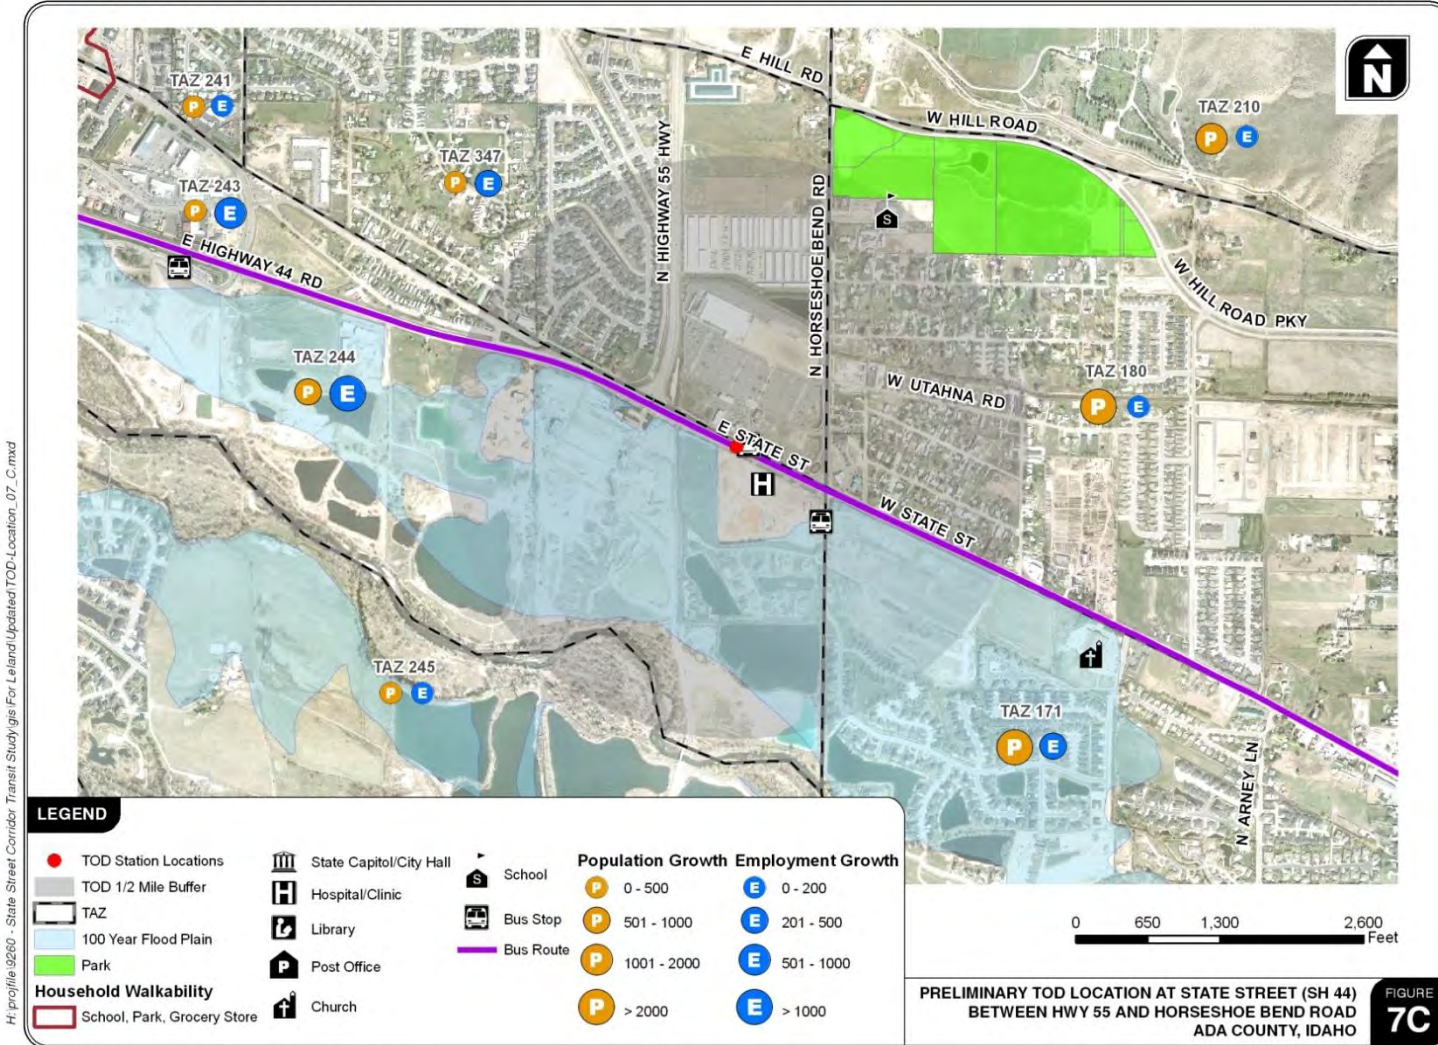 E HILL RD
N
TAZ 241
P E
W HILL ROAD
TAZ 210
P E
TAZ 347
P E
N HIGHWAY 55 HWY
N HORSESHOE BEND RD
TAZ 243
P E
S
E HIGHWAY 44 RD
W HILL ROAD PKY
TAZ 244
P E
TAZ 180
P E
W UTAHNA RD
E STATE ST
H
W STATE ST
TAZ 245
P E
TAZ 171
P E
N ARNEY LN
H:\projfile\9260 - State Street Corridor Transit Study\gis\For Leland\Updated\TOD-Location_07_C.mxd
LEGEND
TOD Station Locations
TOD 1/2 Mile Buffer
TAZ
100 Year Flood Plain
Park
Household Walkability
School, Park, Grocery Store
State Capitol/City Hall
H Hospital/Clinic
Library
P Post Office
Church
S School
Bus Stop
Bus Route
Population Growth
P 0 - 500
P 501 - 1000
P 1001 - 2000
P > 2000
Employment Growth
E 0 - 200
E 201 - 500
E 501 - 1000
E > 1000
0 650 1,300 2,600
Feet
PRELIMINARY TOD LOCATION AT STATE STREET (SH 44)
BETWEEN HWY 55 AND HORSESHOE BEND ROAD
ADA COUNTY, IDAHO
FIGURE
7C